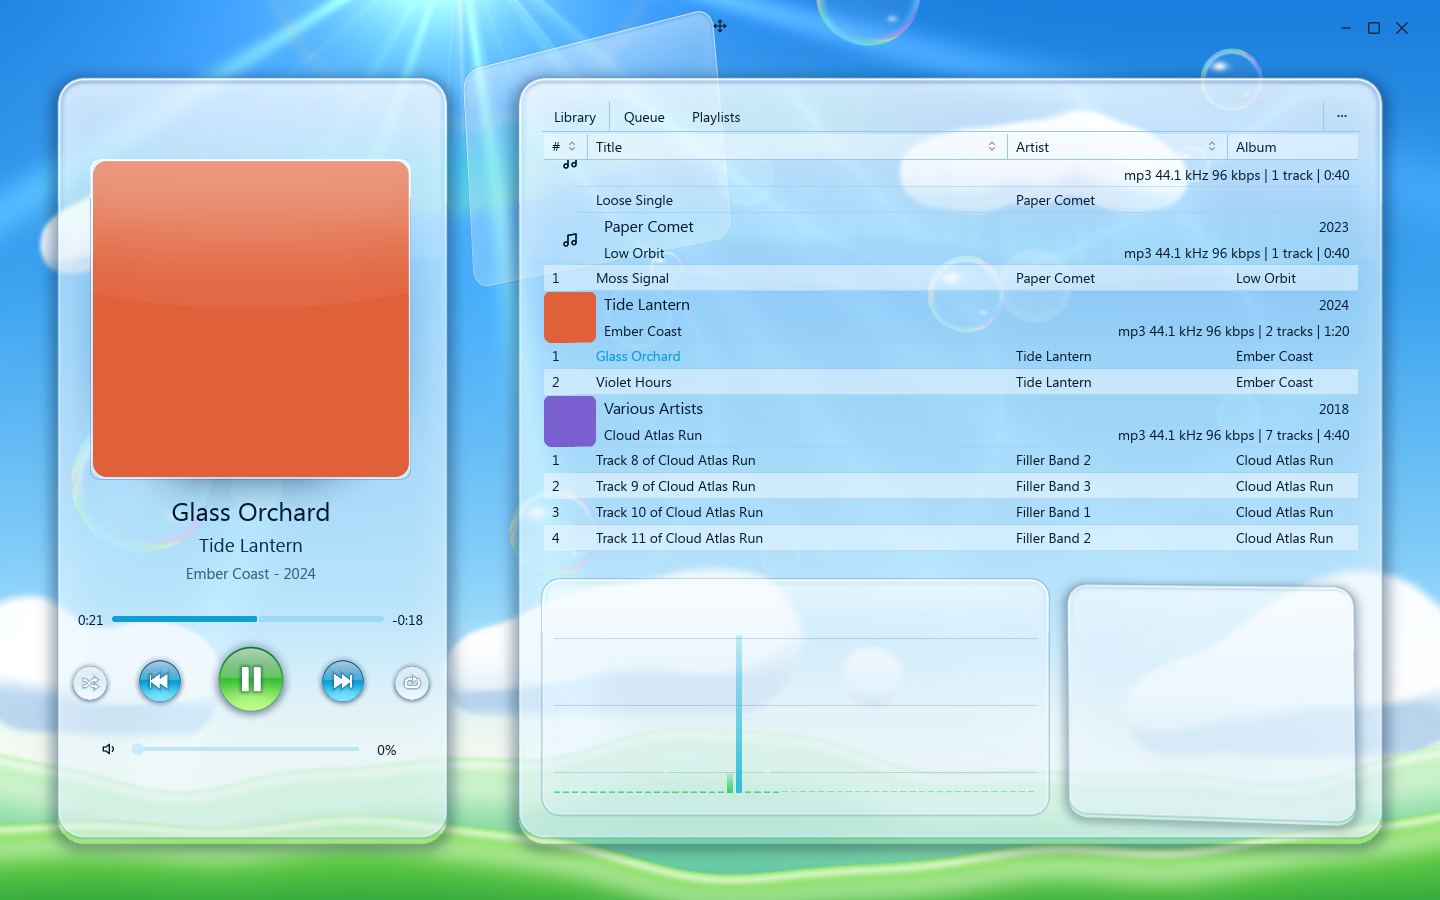 Library Queue Playlists ...
# Title Artist Album
mp3 44.1 kHz 96 kbps | 1 track | 0:40
Loose Single Paper Comet
Paper Comet 2023
Low Orbit mp3 44.1 kHz 96 kbps | 1 track | 0:40
1 Moss Signal Paper Comet Low Orbit
Tide Lantern 2024
Ember Coast mp3 44.1 kHz 96 kbps | 2 tracks | 1:20
1 Glass Orchard Tide Lantern Ember Coast
2 Violet Hours Tide Lantern Ember Coast
Various Artists 2018
Cloud Atlas Run mp3 44.1 kHz 96 kbps | 7 tracks | 4:40
1 Track 8 of Cloud Atlas Run Filler Band 2 Cloud Atlas Run
2 Track 9 of Cloud Atlas Run Filler Band 3 Cloud Atlas Run
3 Track 10 of Cloud Atlas Run Filler Band 1 Cloud Atlas Run
4 Track 11 of Cloud Atlas Run Filler Band 2 Cloud Atlas Run
Glass Orchard
Tide Lantern
Ember Coast - 2024
0:21 -0:18
0%